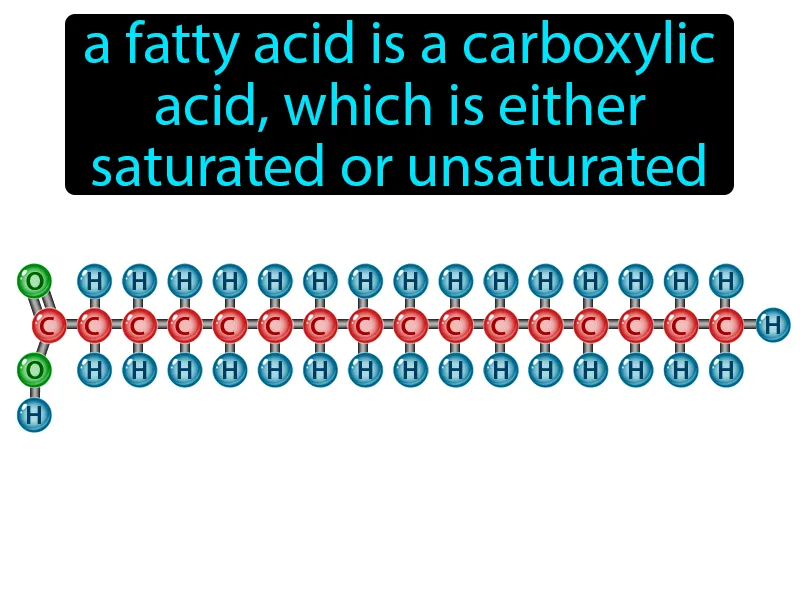 a fatty acid is a carboxylic
acid, which is either
saturated or unsaturated
O H H H H H H H H H H H H H H H
C C C C C C C C C C C C C C C C H
O H H H H H H H H H H H H H H H
H